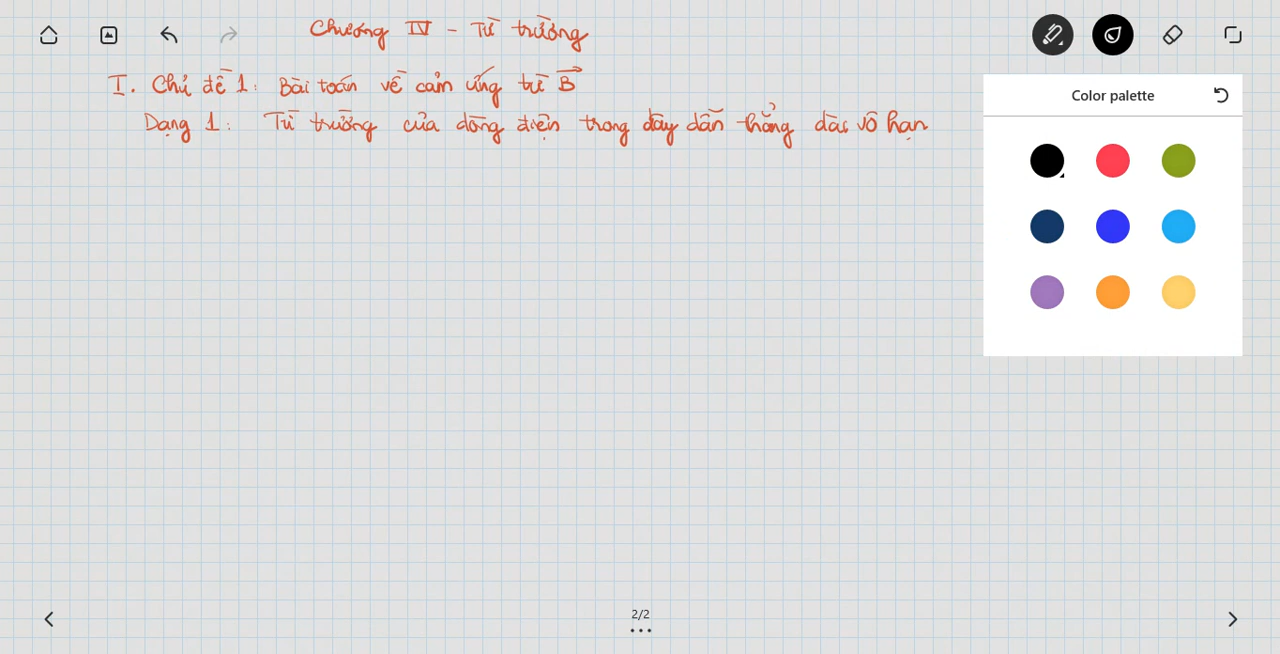 Chương IV - Từ trường
I. Chủ đề 1: Bài toán về cảm ứng từ B
Dạng 1: Từ trường của dòng điện trong dây dẫn thẳng dài vô hạn
Color palette
2/2